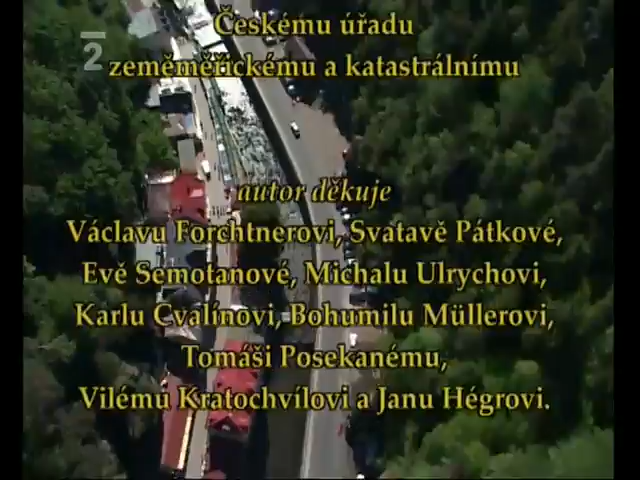 2
Českému úřadu
zeměměřickému a katastrálnímu
autor děkuje
Václavu Forchtnerovi, Svatavě Pátkové,
Evě Semotanové, Michalu Ulrychovi,
Karlu Cvalínovi, Bohumilu Müllerovi,
Tomáši Posekanému,
Vilému Kratochvílovi a Janu Hégrovi.